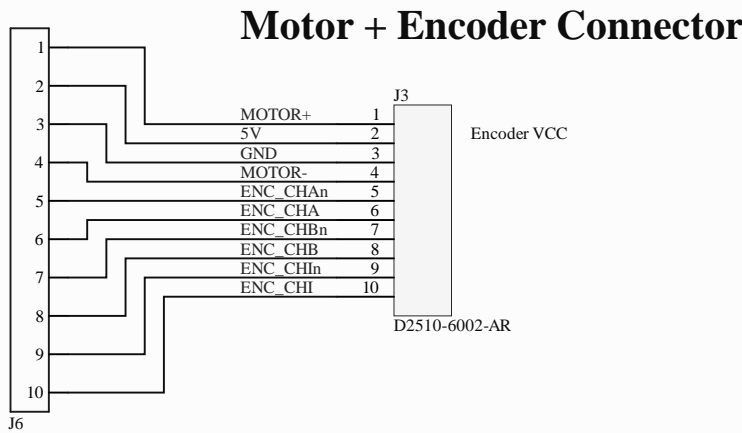 Motor + Encoder Connector
1
2
3
4
5
6
7
8
9
10
J6
J3
MOTOR+ 1
5V 2
GND 3
MOTOR- 4
ENC_CHAn 5
ENC_CHA 6
ENC_CHBn 7
ENC_CHB 8
ENC_CHIn 9
ENC_CHI 10
Encoder VCC
D2510-6002-AR